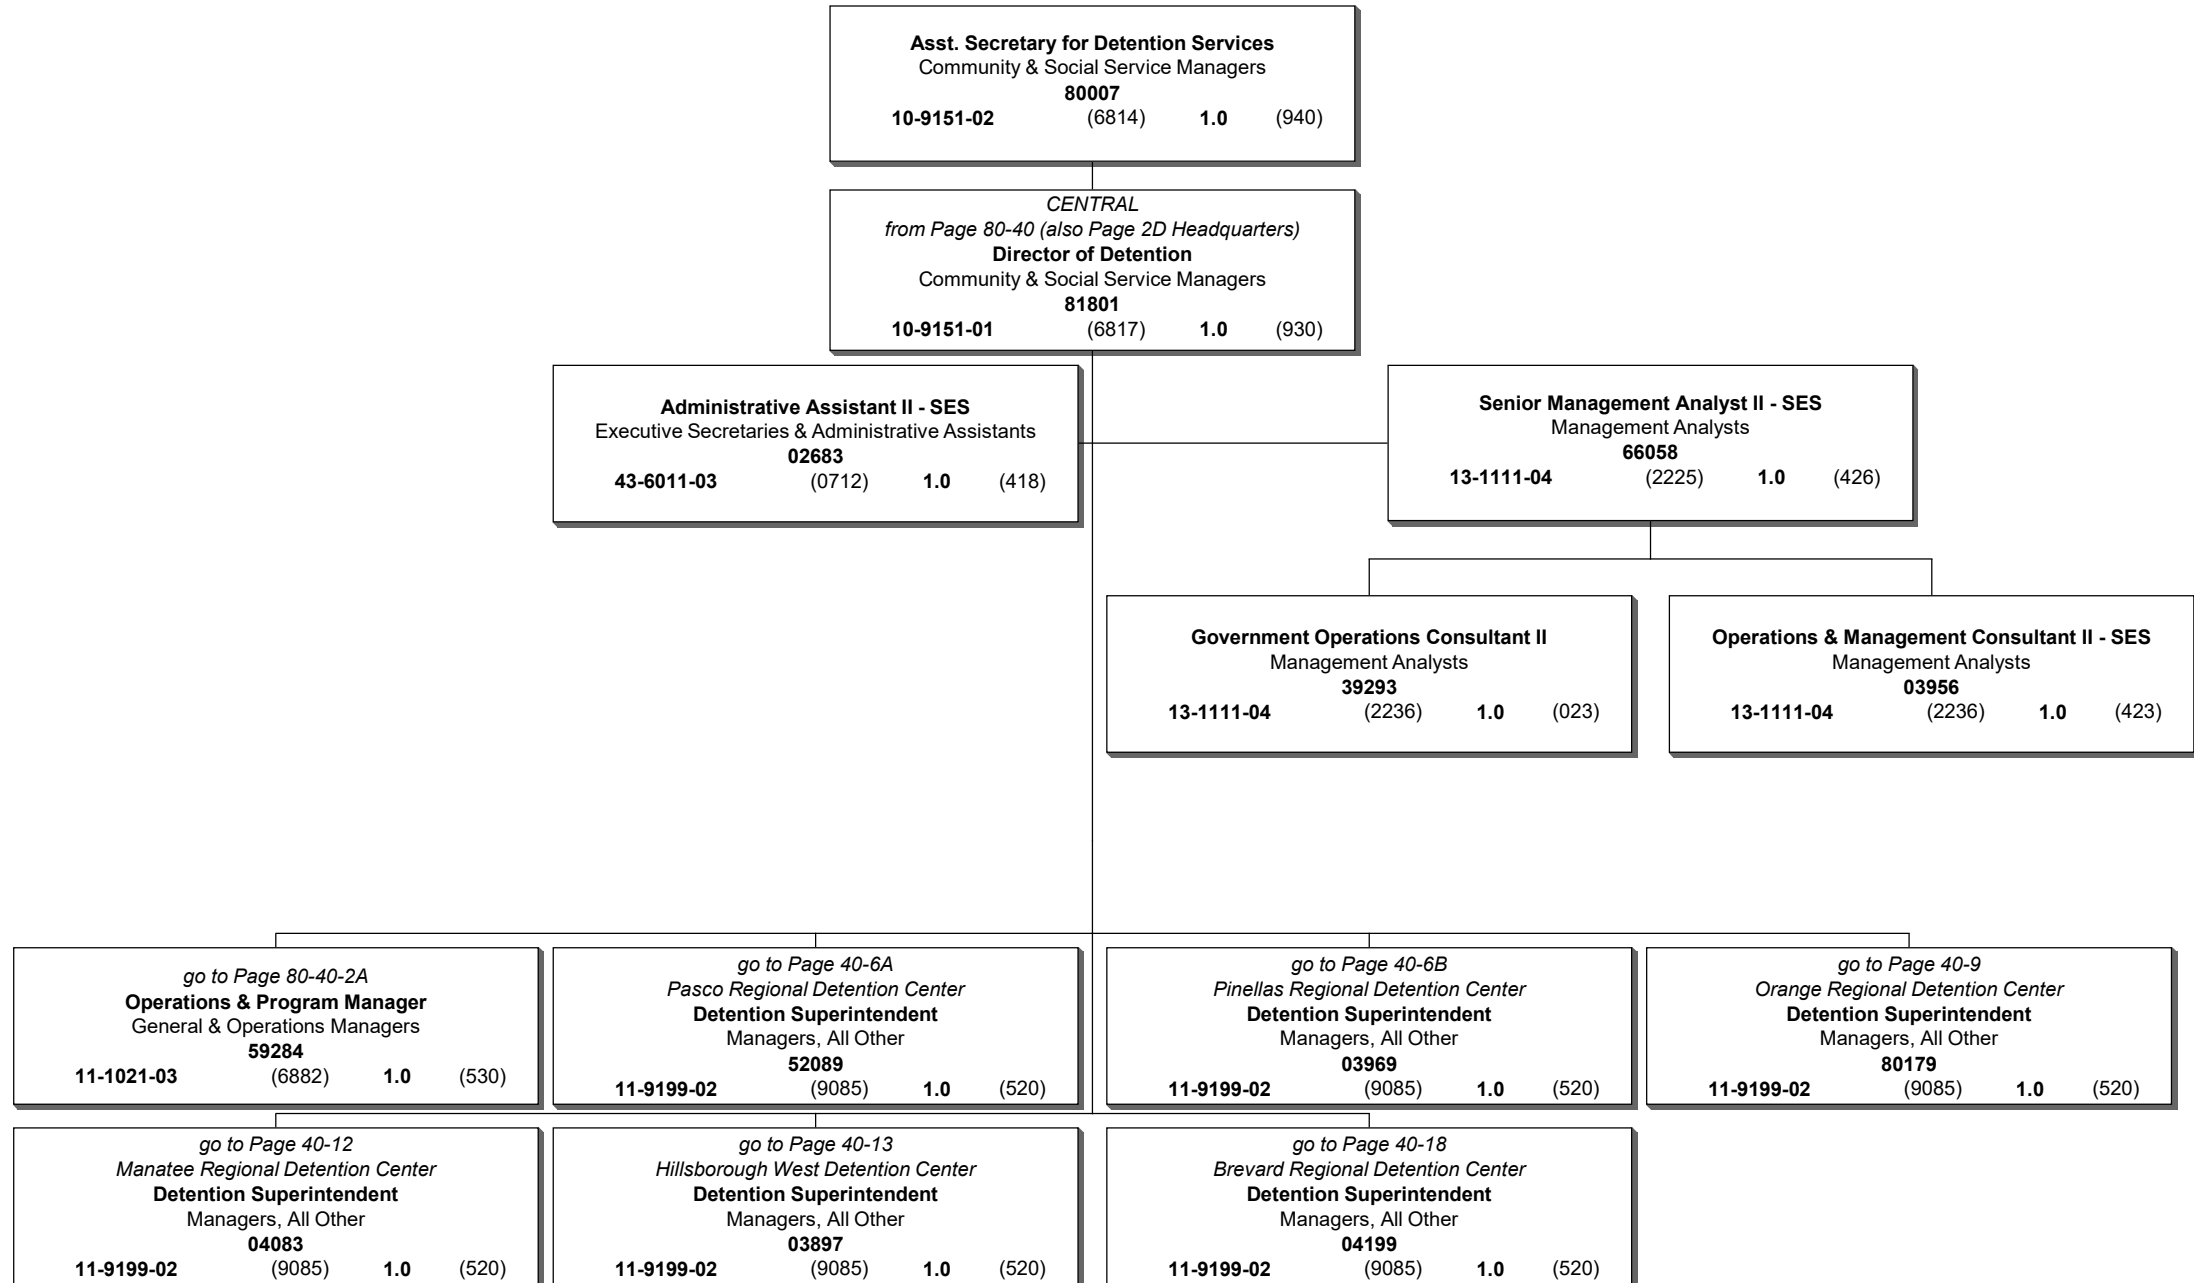 Asst. Secretary for Detention Services
Community & Social Service Managers
80007
10-9151-02 (6814) 1.0 (940)
CENTRAL
from Page 80-40 (also Page 2D Headquarters)
Director of Detention
Community & Social Service Managers
81801
10-9151-01 (6817) 1.0 (930)
Administrative Assistant II - SES
Executive Secretaries & Administrative Assistants
02683
43-6011-03 (0712) 1.0 (418)
Senior Management Analyst II - SES
Management Analysts
66058
13-1111-04 (2225) 1.0 (426)
Government Operations Consultant II
Management Analysts
39293
13-1111-04 (2236) 1.0 (023)
Operations & Management Consultant II - SES
Management Analysts
03956
13-1111-04 (2236) 1.0 (423)
go to Page 80-40-2A
Operations & Program Manager
General & Operations Managers
59284
11-1021-03 (6882) 1.0 (530)
go to Page 40-6A
Pasco Regional Detention Center
Detention Superintendent
Managers, All Other
52089
11-9199-02 (9085) 1.0 (520)
go to Page 40-6B
Pinellas Regional Detention Center
Detention Superintendent
Managers, All Other
03969
11-9199-02 (9085) 1.0 (520)
go to Page 40-9
Orange Regional Detention Center
Detention Superintendent
Managers, All Other
80179
11-9199-02 (9085) 1.0 (520)
go to Page 40-12
Manatee Regional Detention Center
Detention Superintendent
Managers, All Other
04083
11-9199-02 (9085) 1.0 (520)
go to Page 40-13
Hillsborough West Detention Center
Detention Superintendent
Managers, All Other
03897
11-9199-02 (9085) 1.0 (520)
go to Page 40-18
Brevard Regional Detention Center
Detention Superintendent
Managers, All Other
04199
11-9199-02 (9085) 1.0 (520)